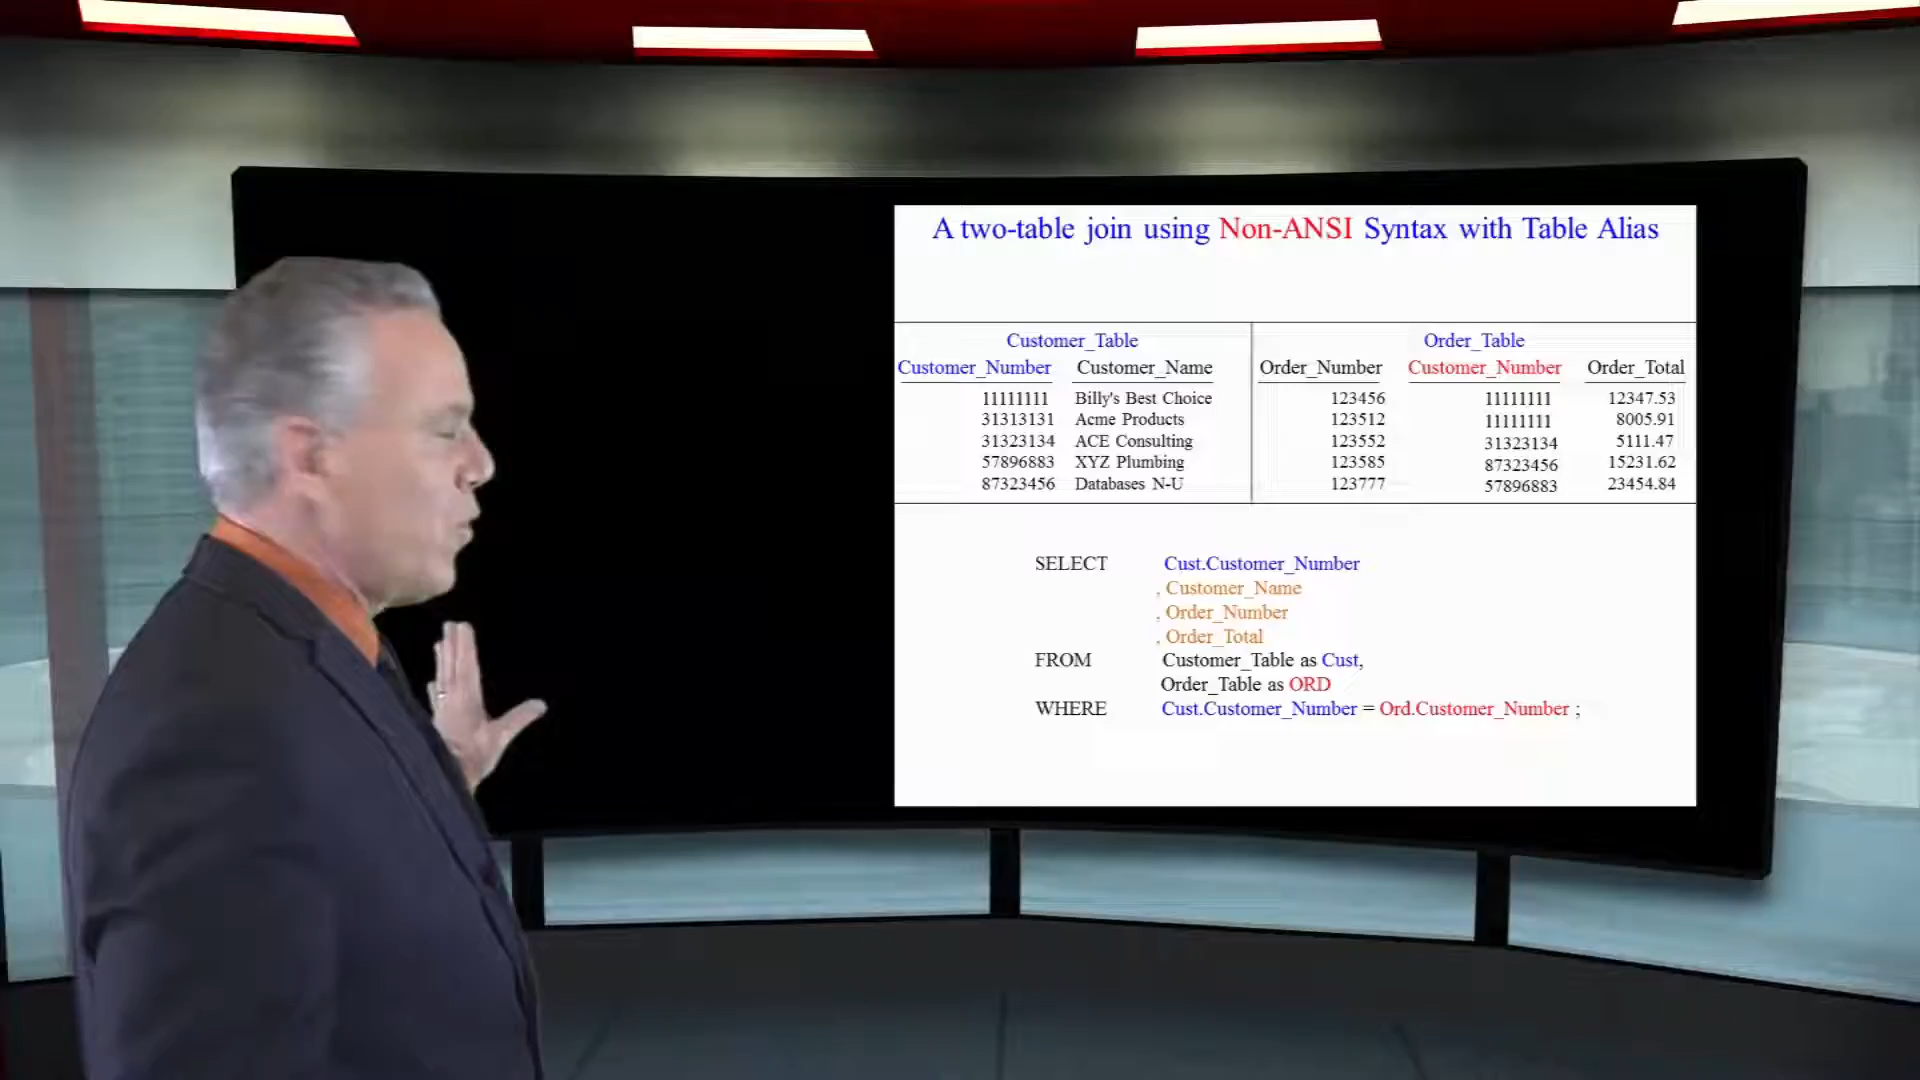 A two-table join using Non-ANSI Syntax with Table Alias
Customer_Table Order_Table
Customer_Number Customer_Name Order_Number Customer_Number Order_Total
11111111 Billy's Best Choice 123456 11111111 12347.53
31313131 Acme Products 123512 11111111 8005.91
31323134 ACE Consulting 123552 31323134 5111.47
57896883 XYZ Plumbing 123585 87323456 15231.62
87323456 Databases N-U 123777 57896883 23454.84
SELECT Cust.Customer_Number
, Customer_Name
, Order_Number
, Order_Total
FROM Customer_Table as Cust,
Order_Table as ORD
WHERE Cust.Customer_Number = Ord.Customer_Number ;